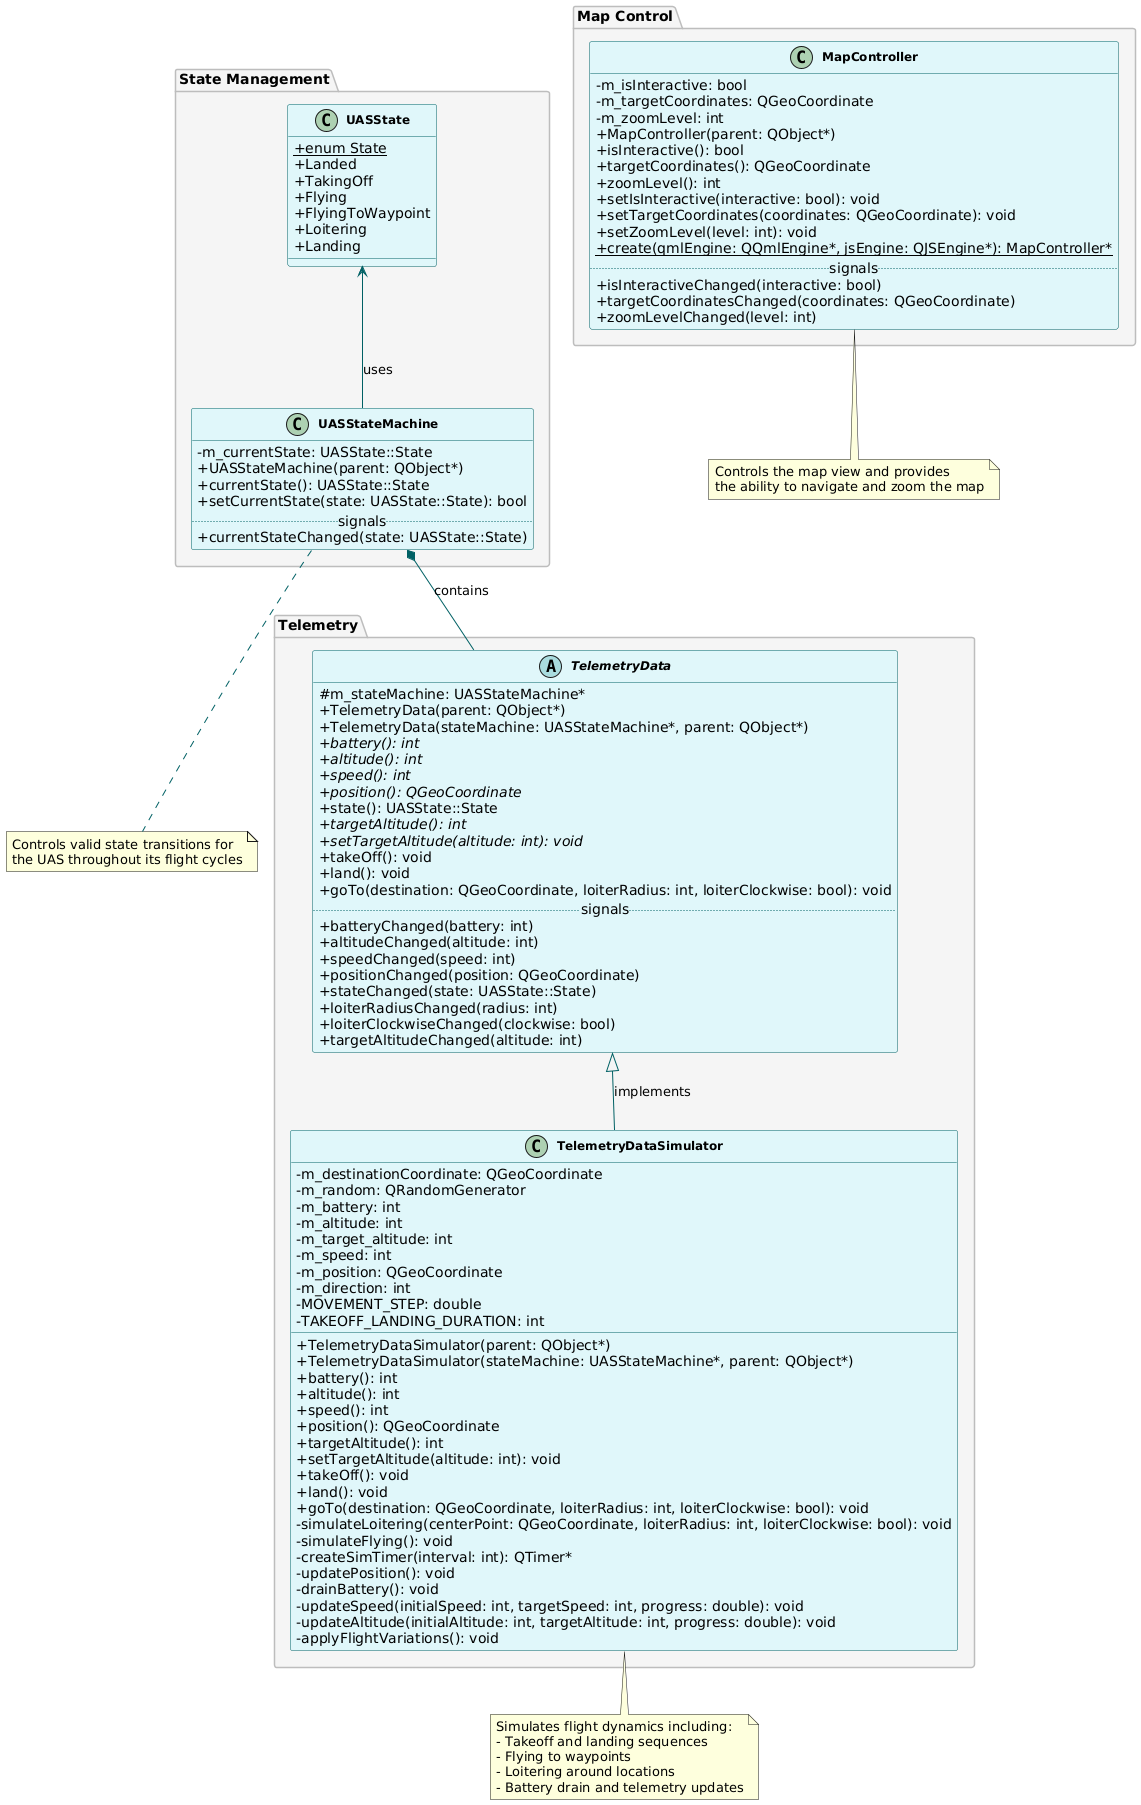 Map Control
MapController
-m_isInteractive: bool
-m_targetCoordinates: QGeoCoordinate
-m_zoomLevel: int
+MapController(parent: QObject*)
+isInteractive(): bool
+targetCoordinates(): QGeoCoordinate
+zoomLevel(): int
+setIsInteractive(interactive: bool): void
+setTargetCoordinates(coordinates: QGeoCoordinate): void
+setZoomLevel(level: int): void
+create(qmlEngine: QQmlEngine*, jsEngine: QJSEngine*): MapController*
signals
+isInteractiveChanged(interactive: bool)
+targetCoordinatesChanged(coordinates: QGeoCoordinate)
+zoomLevelChanged(level: int)
Controls the map view and provides
the ability to navigate and zoom the map
State Management
UASState
+enum State
+Landed
+TakingOff
+Flying
+FlyingToWaypoint
+Loitering
+Landing
uses
UASStateMachine
-m_currentState: UASState::State
+UASStateMachine(parent: QObject*)
+currentState(): UASState::State
+setCurrentState(state: UASState::State): bool
signals
+currentStateChanged(state: UASState::State)
contains
Controls valid state transitions for
the UAS throughout its flight cycles
Telemetry
TelemetryData
#m_stateMachine: UASStateMachine*
+TelemetryData(parent: QObject*)
+TelemetryData(stateMachine: UASStateMachine*, parent: QObject*)
+battery(): int
+altitude(): int
+speed(): int
+position(): QGeoCoordinate
+state(): UASState::State
+targetAltitude(): int
+setTargetAltitude(altitude: int): void
+takeOff(): void
+land(): void
+goTo(destination: QGeoCoordinate, loiterRadius: int, loiterClockwise: bool): void
signals
+batteryChanged(battery: int)
+altitudeChanged(altitude: int)
+speedChanged(speed: int)
+positionChanged(position: QGeoCoordinate)
+stateChanged(state: UASState::State)
+loiterRadiusChanged(radius: int)
+loiterClockwiseChanged(clockwise: bool)
+targetAltitudeChanged(altitude: int)
implements
TelemetryDataSimulator
-m_destinationCoordinate: QGeoCoordinate
-m_random: QRandomGenerator
-m_battery: int
-m_altitude: int
-m_target_altitude: int
-m_speed: int
-m_position: QGeoCoordinate
-m_direction: int
-MOVEMENT_STEP: double
-TAKEOFF_LANDING_DURATION: int
+TelemetryDataSimulator(parent: QObject*)
+TelemetryDataSimulator(stateMachine: UASStateMachine*, parent: QObject*)
+battery(): int
+altitude(): int
+speed(): int
+position(): QGeoCoordinate
+targetAltitude(): int
+setTargetAltitude(altitude: int): void
+takeOff(): void
+land(): void
+goTo(destination: QGeoCoordinate, loiterRadius: int, loiterClockwise: bool): void
-simulateLoitering(centerPoint: QGeoCoordinate, loiterRadius: int, loiterClockwise: bool): void
-simulateFlying(): void
-createSimTimer(interval: int): QTimer*
-updatePosition(): void
-drainBattery(): void
-updateSpeed(initialSpeed: int, targetSpeed: int, progress: double): void
-updateAltitude(initialAltitude: int, targetAltitude: int, progress: double): void
-applyFlightVariations(): void
Simulates flight dynamics including:
- Takeoff and landing sequences
- Flying to waypoints
- Loitering around locations
- Battery drain and telemetry updates